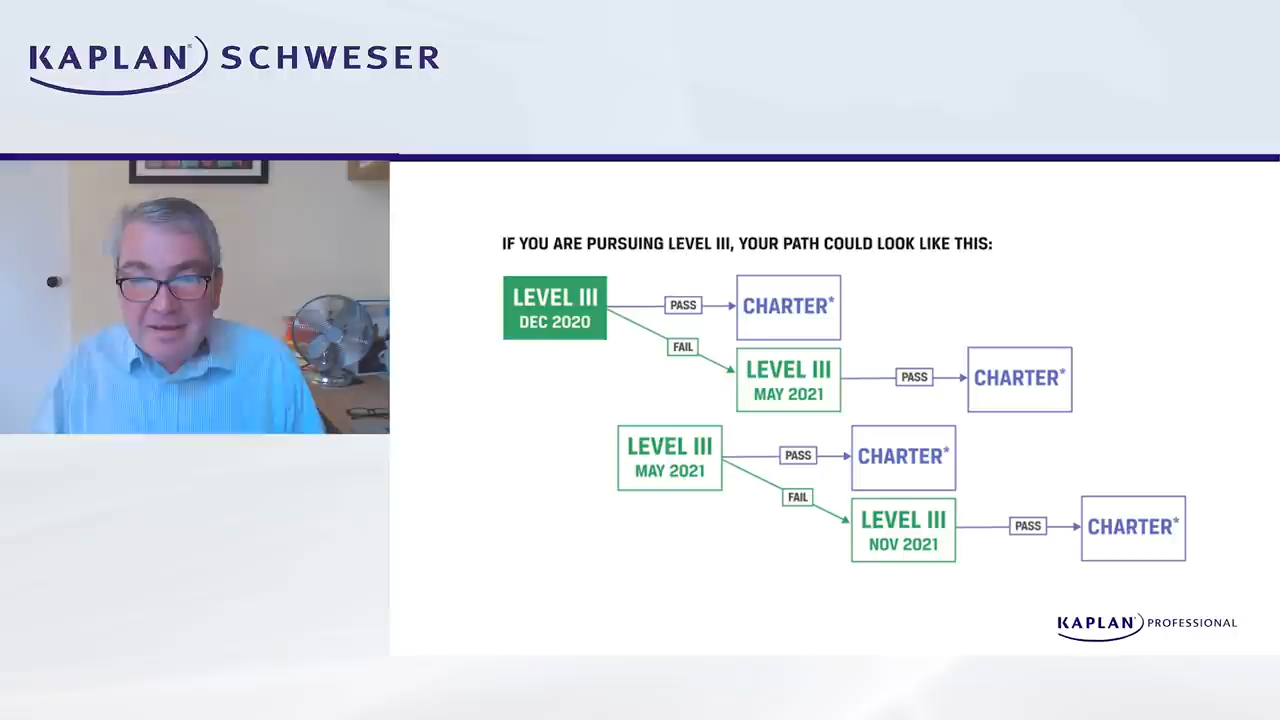 KAPLAN SCHWESER
IF YOU ARE PURSUING LEVEL III, YOUR PATH COULD LOOK LIKE THIS:
LEVEL III
DEC 2020
PASS
CHARTER*
FAIL
LEVEL III
MAY 2021
PASS
CHARTER*
LEVEL III
MAY 2021
PASS
CHARTER*
FAIL
LEVEL III
NOV 2021
PASS
CHARTER*
KAPLAN PROFESSIONAL